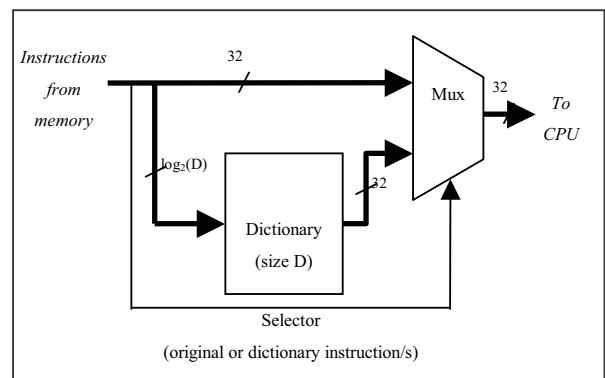 Instructions
from
memory
32
Mux
32
To
CPU
log₂(D)
32
Dictionary
(size D)
Selector
(original or dictionary instruction/s)